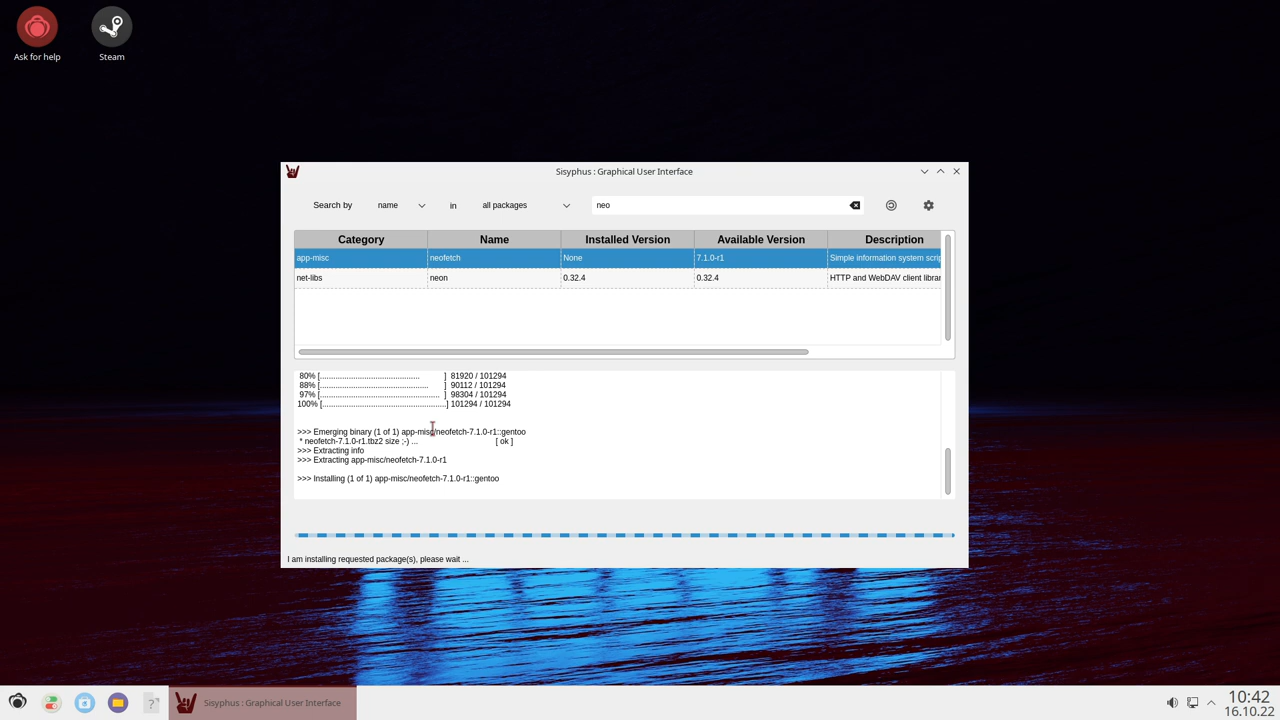 Ask for help
Steam
Sisyphus : Graphical User Interface
Search by name in all packages neo
Category Name Installed Version Available Version Description
app-misc neofetch None 7.1.0-r1 Simple information system scrip
net-libs neon 0.32.4 0.32.4 HTTP and WebDAV client librar
80% [............................................ ] 81920 / 101294
88% [................................................ ] 90112 / 101294
97% [..................................................... ] 98304 / 101294
100% [.......................................................] 101294 / 101294
>>> Emerging binary (1 of 1) app-misc/neofetch-7.1.0-r1::gentoo
* neofetch-7.1.0-r1.tbz2 size ;-) ... [ ok ]
>>> Extracting info
>>> Extracting app-misc/neofetch-7.1.0-r1
>>> Installing (1 of 1) app-misc/neofetch-7.1.0-r1::gentoo
I am installing requested package(s), please wait ...
Sisyphus : Graphical User Interface
10:42
16.10.22